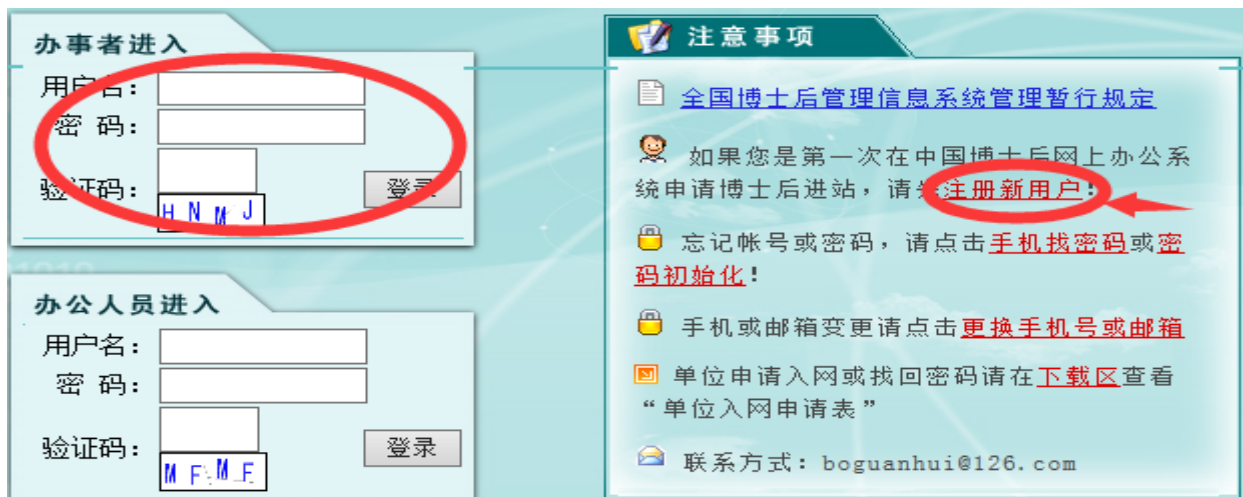 办事者进入
用户名：
密 码：
验证码：
登录
H N M J
办公人员进入
用户名：
密 码：
验证码：
登录
M F M F
注意事项
全国博士后管理信息系统管理暂行规定
如果您是第一次在中国博士后网上办公系
统申请博士后进站，请先注册新用户！
忘记帐号或密码，请点击手机找密码或密
码初始化！
手机或邮箱变更请点击更换手机号或邮箱
单位申请入网或找回密码请在下载区查看
“单位入网申请表”
联系方式：boguanhui@126.com